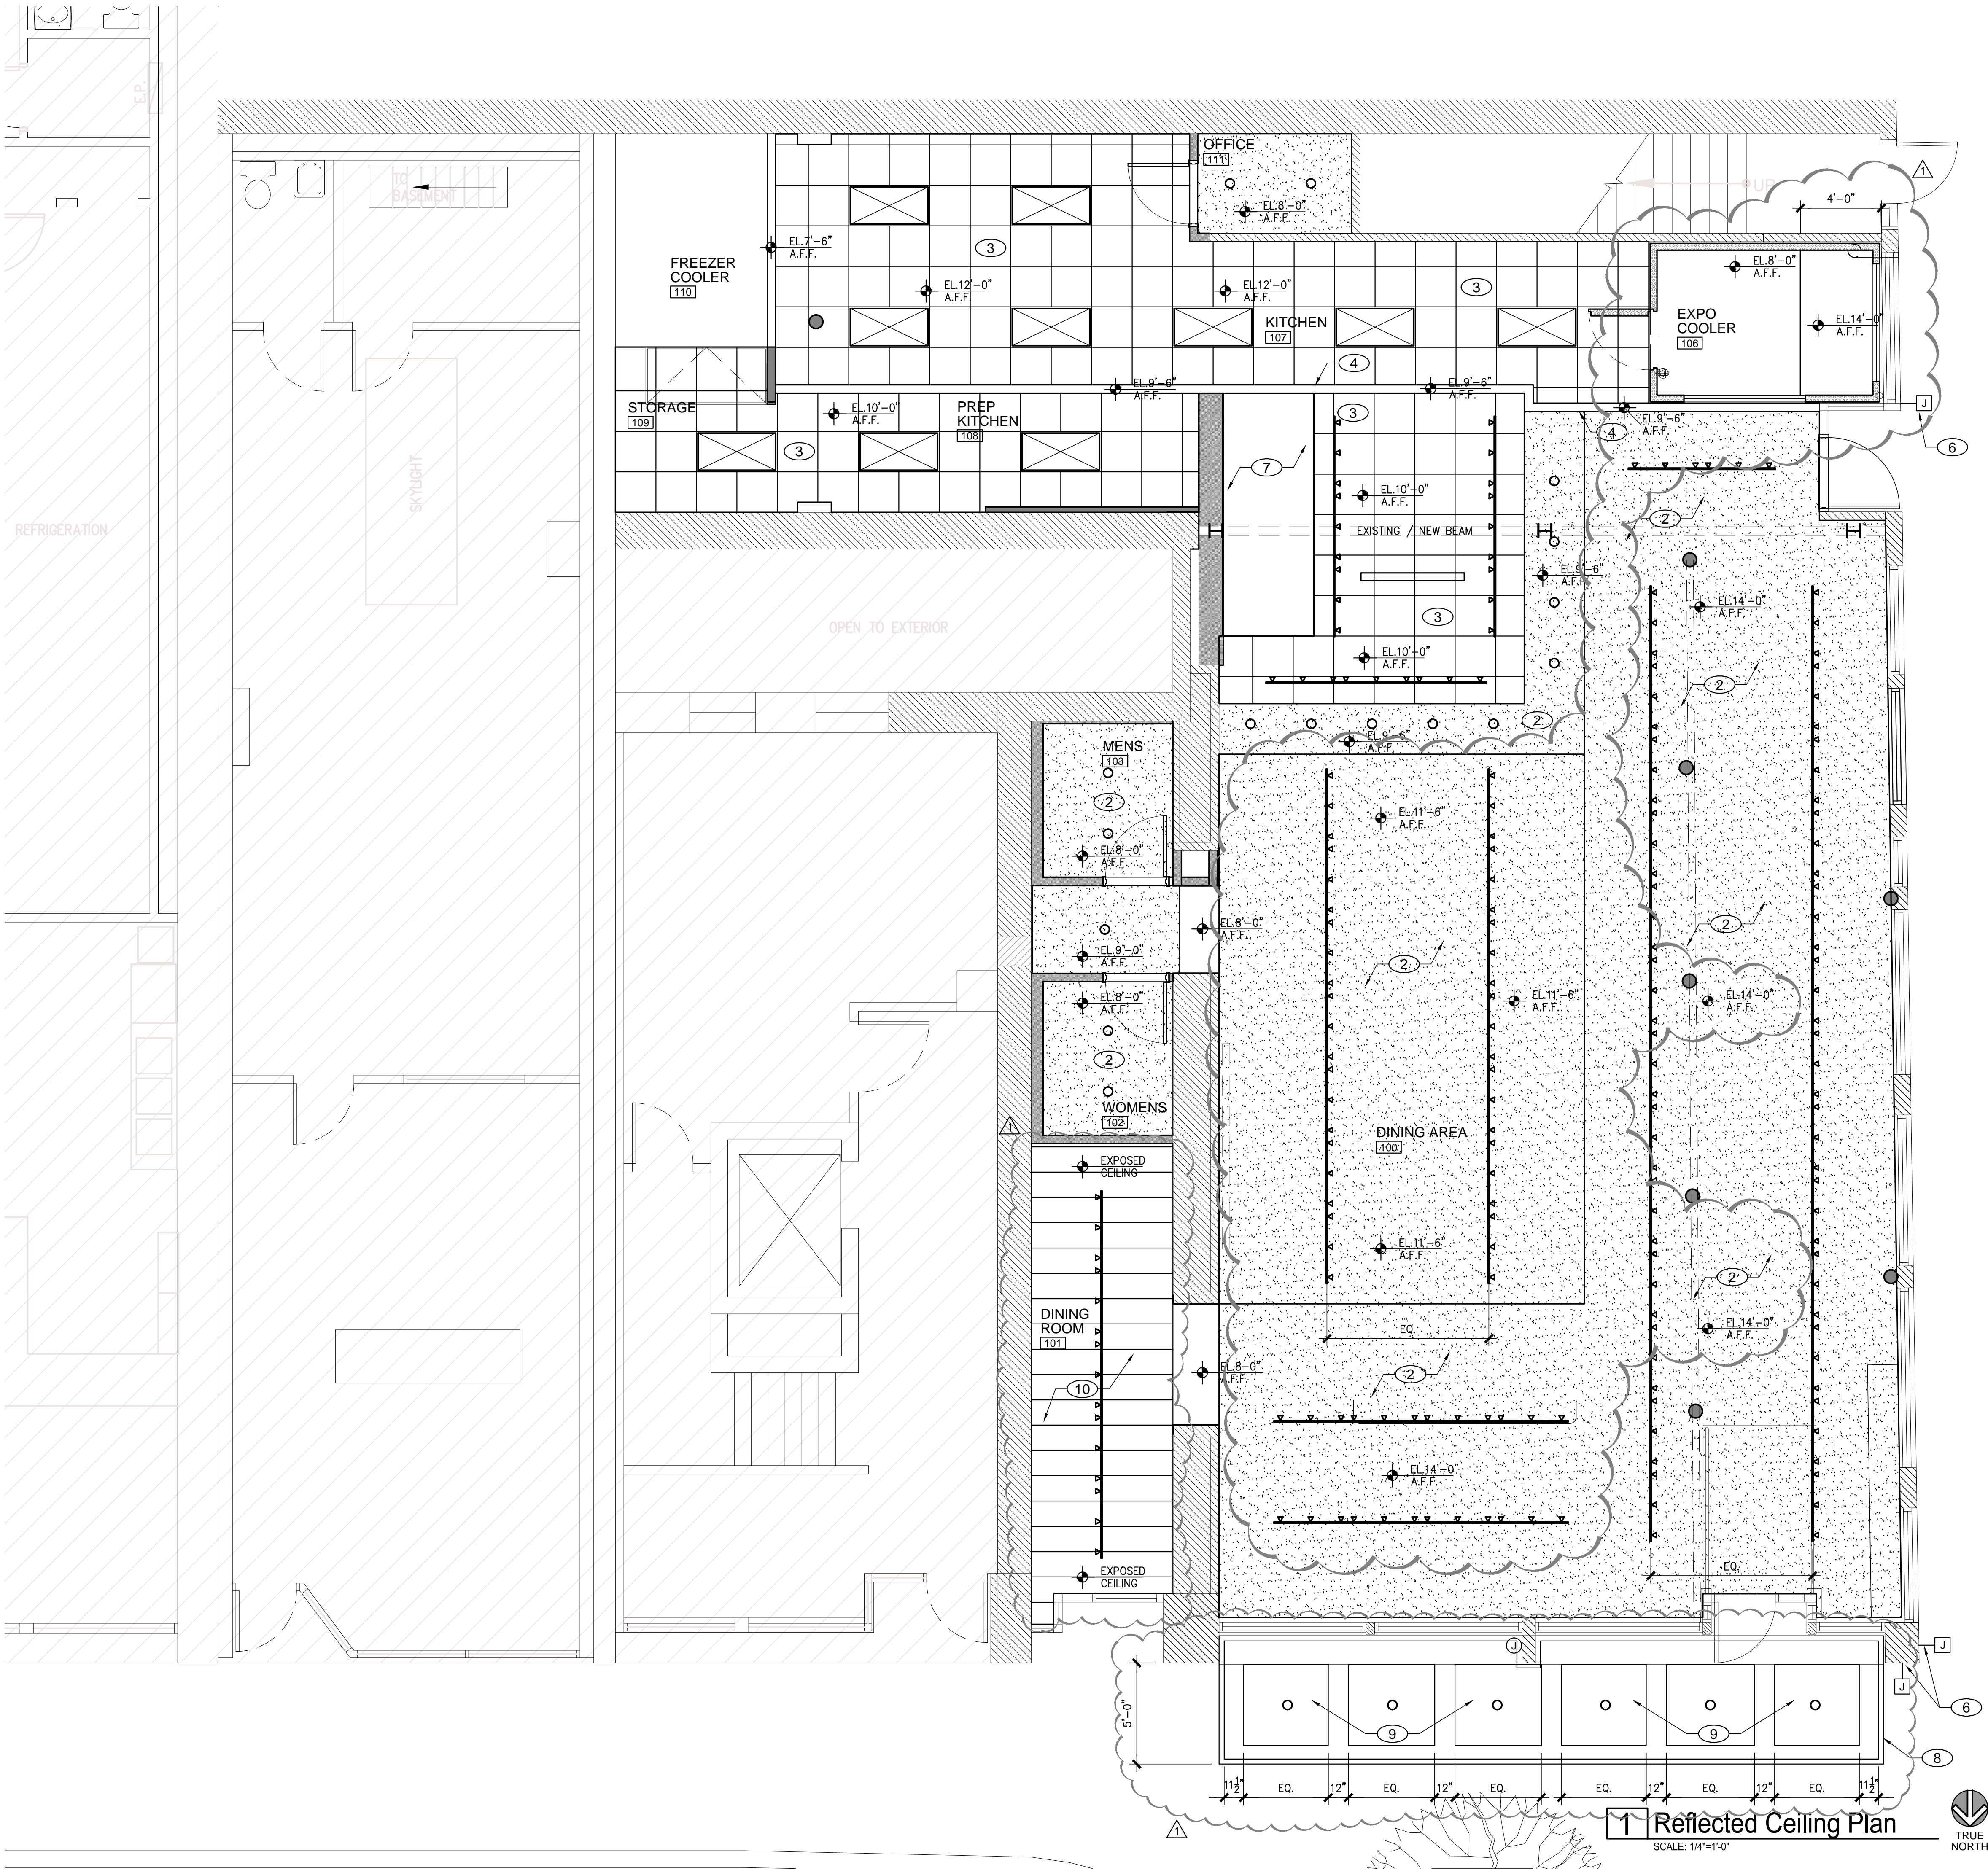 E.P.
TO
BASEMENT
OFFICE
111
EL.8'-0"
A.F.F.
UP
1
4'-0"
EL.7'-6"
A.F.F.
3
FREEZER
COOLER
110
EL.12'-0"
A.F.F.
EL.12'-0"
A.F.F.
3
EL.8'-0"
A.F.F.
EXPO
COOLER
106
EL.14'-0"
A.F.F.
KITCHEN
107
4
STORAGE
109
EL.10'-0"
A.F.F.
PREP
KITCHEN
108
EL.9'-6"
A.F.F.
EL.9'-6"
A.F.F.
3
EL.9'-6"
A.F.F.
4
J
6
3
7
SKYLIGHT
REFRIGERATION
EL.10'-0"
A.F.F.
2
EXISTING / NEW BEAM
EL.9'-6"
A.F.F.
EL.14'-0"
A.F.F.
3
OPEN TO EXTERIOR
EL.10'-0"
A.F.F.
2
2
EL.9'-6"
A.F.F.
MENS
103
2
EL.8'-0"
A.F.F.
EL.11'-6"
A.F.F.
EL.8'-0"
A.F.F.
2
EL.9'-0"
A.F.F.
2
EL.8'-0"
A.F.F.
EL.11'-6"
A.F.F.
EL.14'-0"
A.F.F.
2
WOMENS
102
1
DINING AREA
100
EXPOSED
CEILING
EL.11'-6"
A.F.F.
2
DINING
ROOM
101
EQ.
EL.14'-0"
A.F.F.
EL.8-0"
A.F.F.
10
2
EL.14'-0"
A.F.F.
EXPOSED
CEILING
EQ.
J
J
J
6
5'-0"
9
9
8
11½"
EQ.
12"
EQ.
12"
EQ.
EQ.
12"
EQ.
12"
EQ.
11½"
1
1 Reflected Ceiling Plan
SCALE: 1/4"=1'-0"
TRUE
NORTH